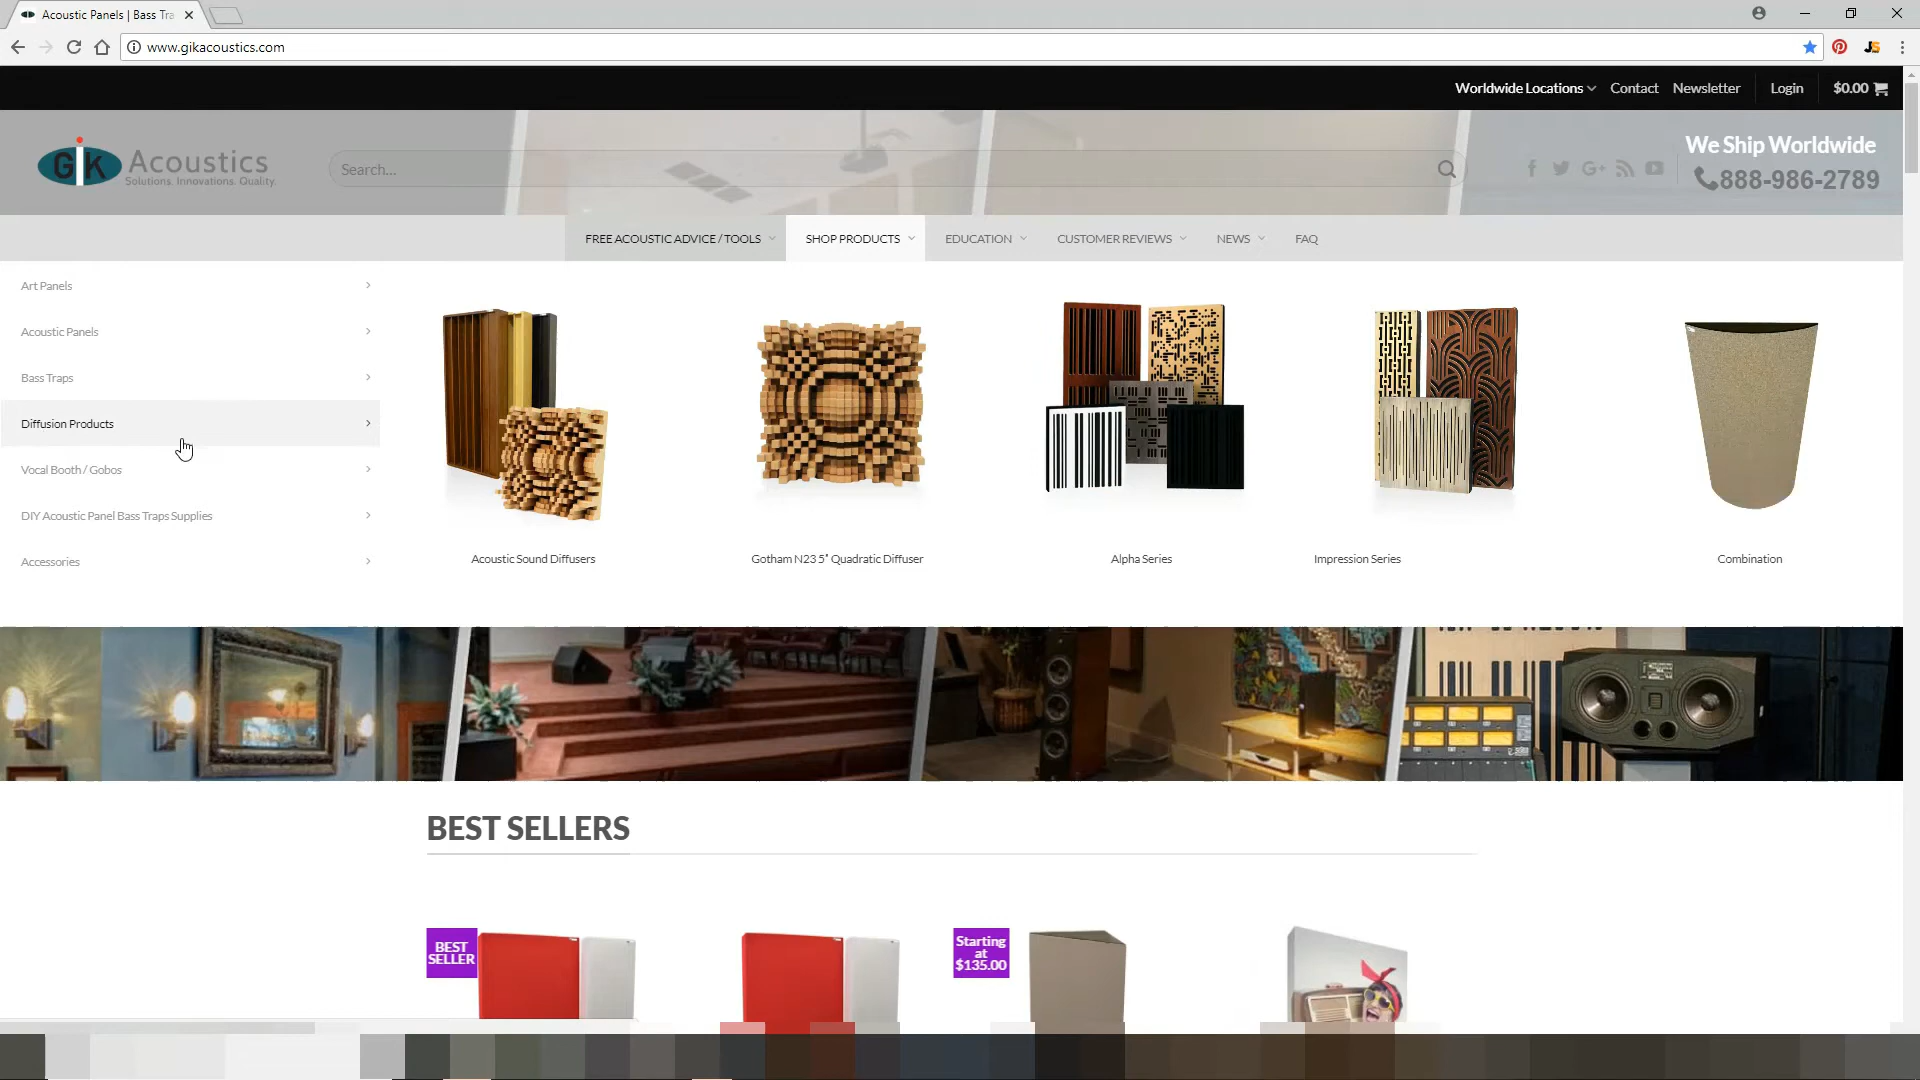 Acoustic Panels | Bass Tra
www.gikacoustics.com
Worldwide Locations Contact Newsletter Login $0.00
GIK Acoustics
Solutions. Innovations. Quality.
Search...
We Ship Worldwide
888-986-2789
FREE ACOUSTIC ADVICE / TOOLS SHOP PRODUCTS EDUCATION CUSTOMER REVIEWS NEWS FAQ
Art Panels
Acoustic Panels
Bass Traps
Diffusion Products
Vocal Booth / Gobos
DIY Acoustic Panel Bass Traps Supplies
Accessories
Acoustic Sound Diffusers
Gotham N23 5" Quadratic Diffuser
Alpha Series
Impression Series
Combination
BEST SELLERS
BEST
SELLER
Starting
at
$135.00